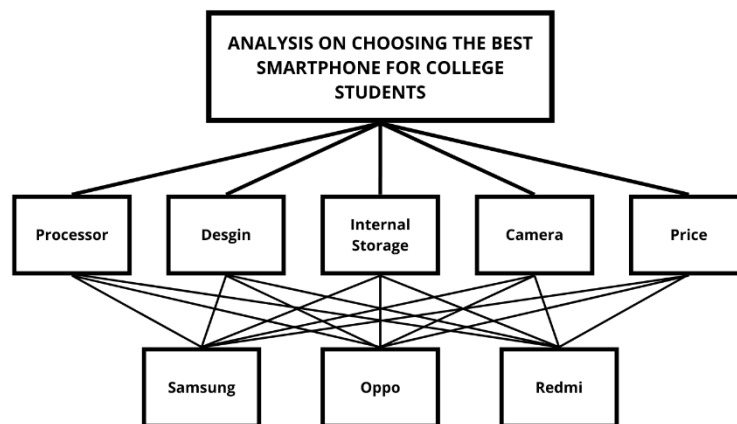 ANALYSIS ON CHOOSING THE BEST
SMARTPHONE FOR COLLEGE
STUDENTS
Processor
Desgin
Internal
Storage
Camera
Price
Samsung
Oppo
Redmi